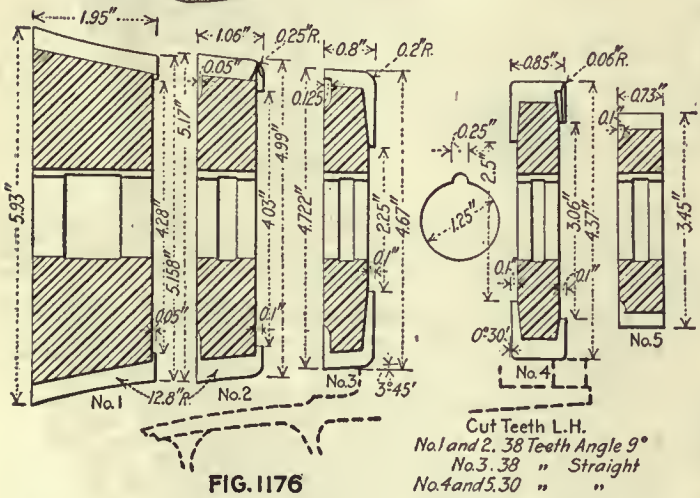 1.95"
1.06"
0.25"R.
0.8"
0.2"R.
0.85"
0.06"R.
0.73"
0.05"
0.125
0.1"
0.25"
2.5"
1.25"
5.93"
4.28"
5.158"
5.17"
4.03"
4.99"
4.722"
2.25"
4.67"
3.06"
4.37"
3.45"
0.05"
0.1"
0.1"
0.1"
0.1"
0°30'
3°45'
12.8"R.
No.1
No.2
No.3
No.4
No.5
Cut Teeth L.H.
No.1 and 2. 38 Teeth Angle 9°
No.3. 38 " Straight
No.4 and 5. 30 " "
FIG. 1176